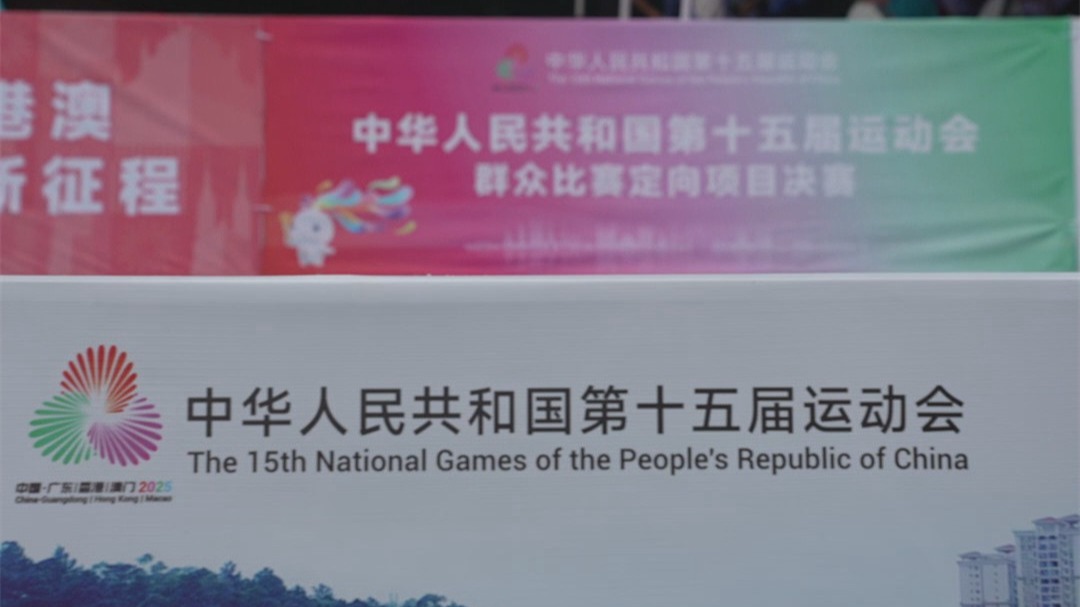 港澳
新征程
中华人民共和国第十五届运动会
中华人民共和国第十五届运动会
群众比赛定向项目决赛
中华人民共和国第十五届运动会
The 15th National Games of the People's Republic of China
中国·广东|香港|澳门 2025
China·Guangdong | Hong Kong | Macao